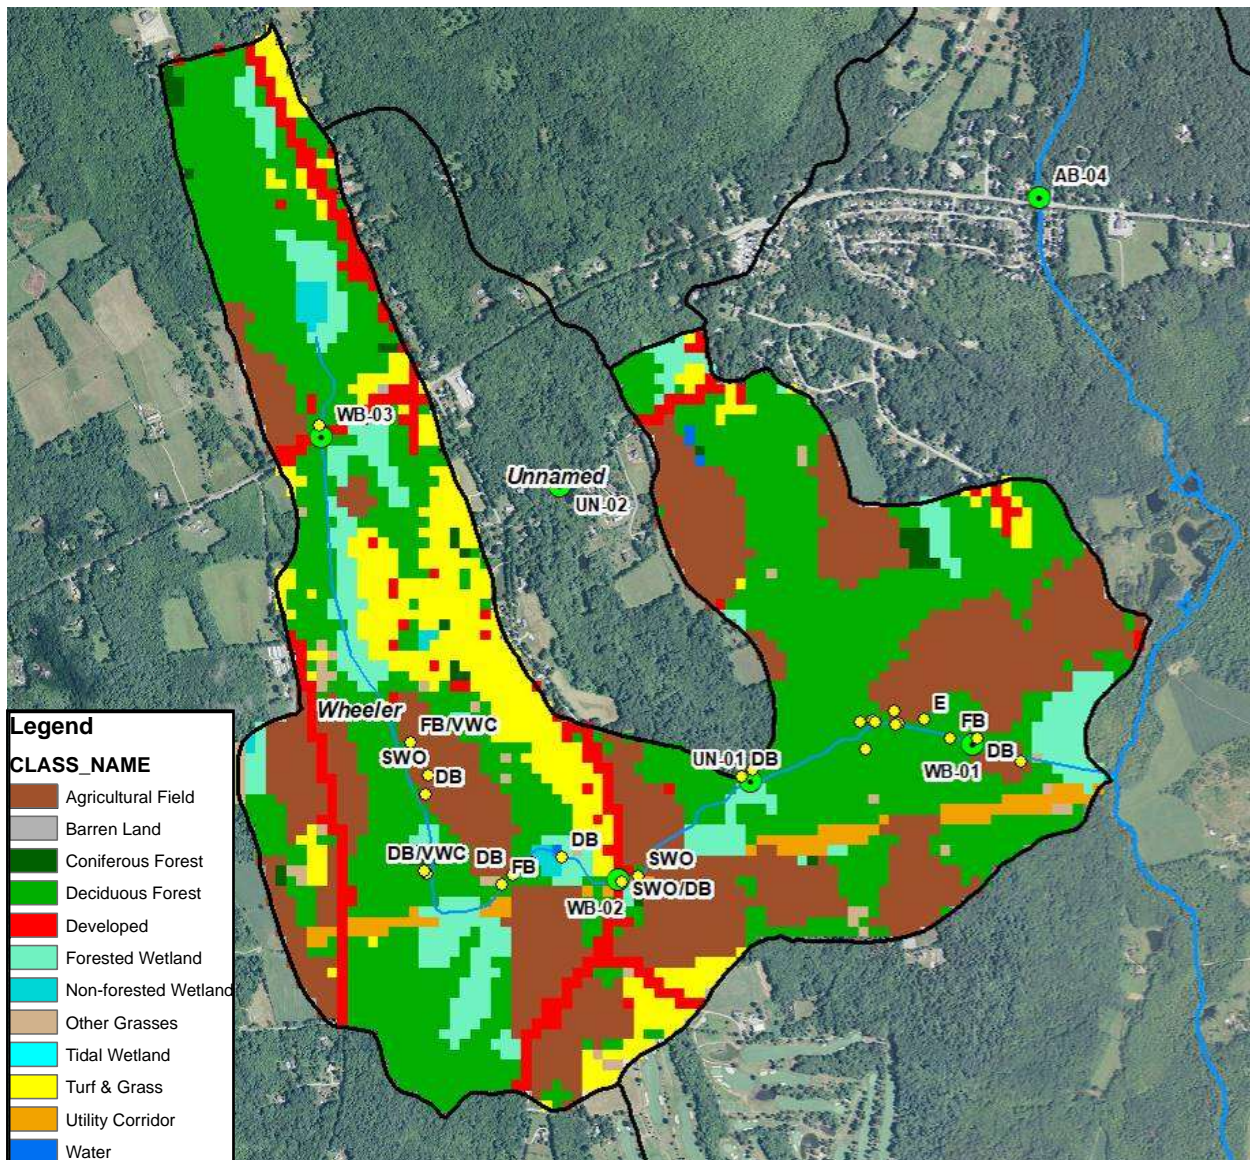 AB-04
WB-03
Unnamed
UN-02
Wheeler
FB/VWC
SWO
DB
E
FB
DB
WB-01
UN-01
DB
DB/VWC
DB
FB
DB
SWO
SWO/DB
WB-02
Legend
CLASS_NAME
Agricultural Field
Barren Land
Coniferous Forest
Deciduous Forest
Developed
Forested Wetland
Non-forested Wetland
Other Grasses
Tidal Wetland
Turf & Grass
Utility Corridor
Water